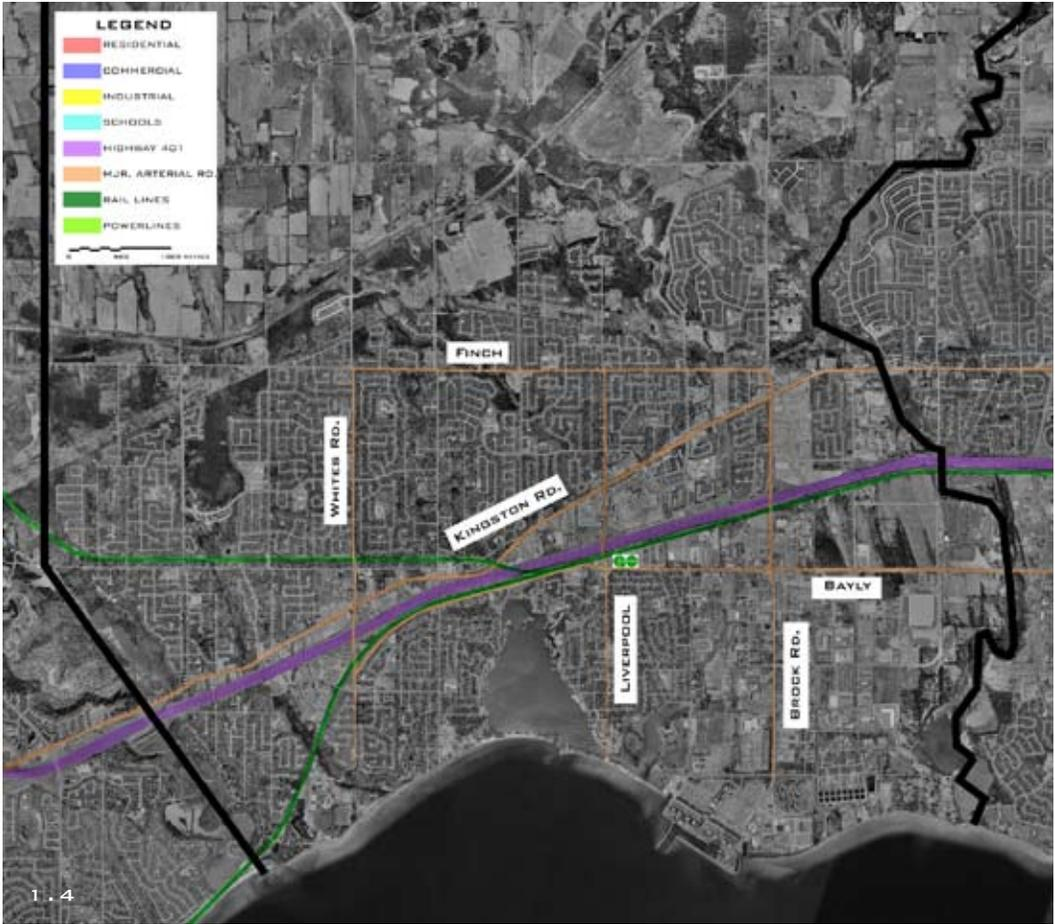 LEGEND
RESIDENTIAL
COMMERCIAL
INDUSTRIAL
SCHOOLS
HIGHWAY 401
MJR. ARTERIAL RD.
RAIL LINES
POWERLINES
0
FINCH
WHITES RD.
KINGSTON RD.
BAYLY
LIVERPOOL
BROCK RD.
1.4